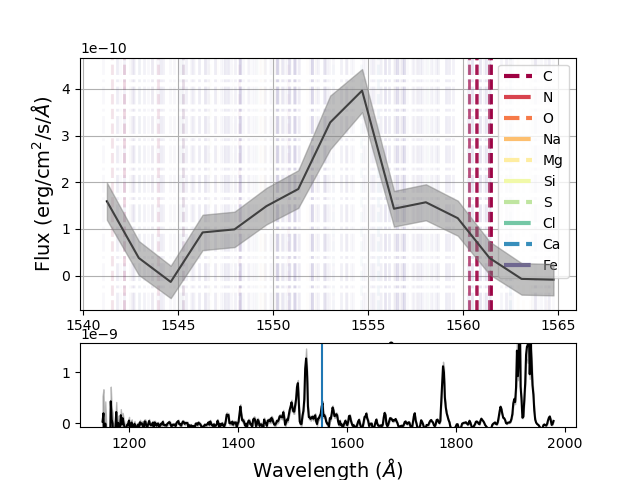 1e−10
Flux (erg/cm²/s/Å)
4
3
2
1
0
C
N
O
Na
Mg
Si
S
Cl
Ca
Fe
1540 1545 1550 1555 1560 1565
1e−9
1
0
1200 1400 1600 1800 2000
Wavelength (Å)